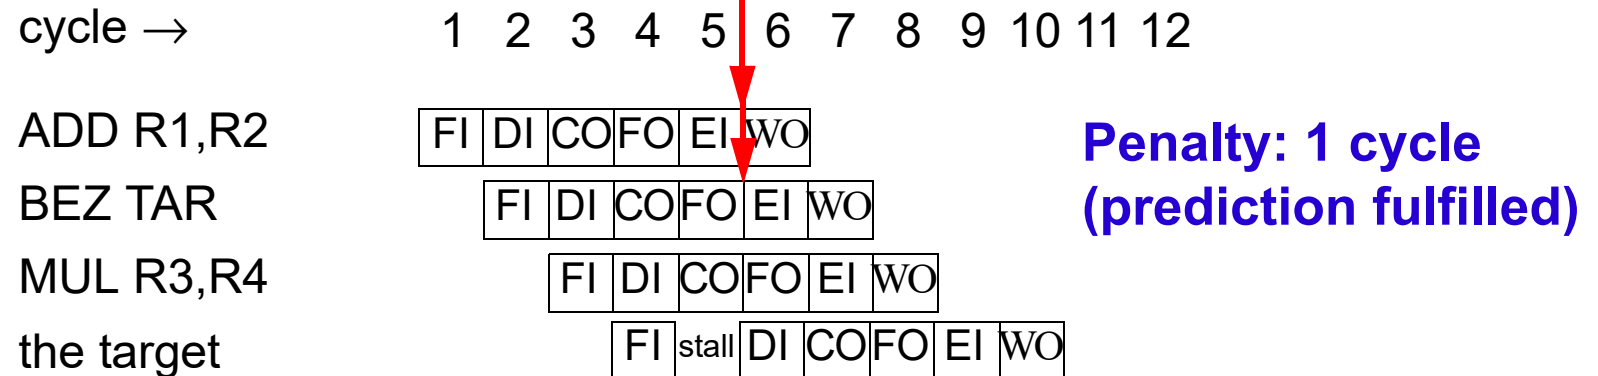 cycle → 1 2 3 4 5 6 7 8 9 10 11 12
ADD R1,R2 FI DI CO FO EI WO
Penalty: 1 cycle
(prediction fulfilled)
BEZ TAR FI DI CO FO EI WO
MUL R3,R4 FI DI CO FO EI WO
the target FI stall DI CO FO EI WO